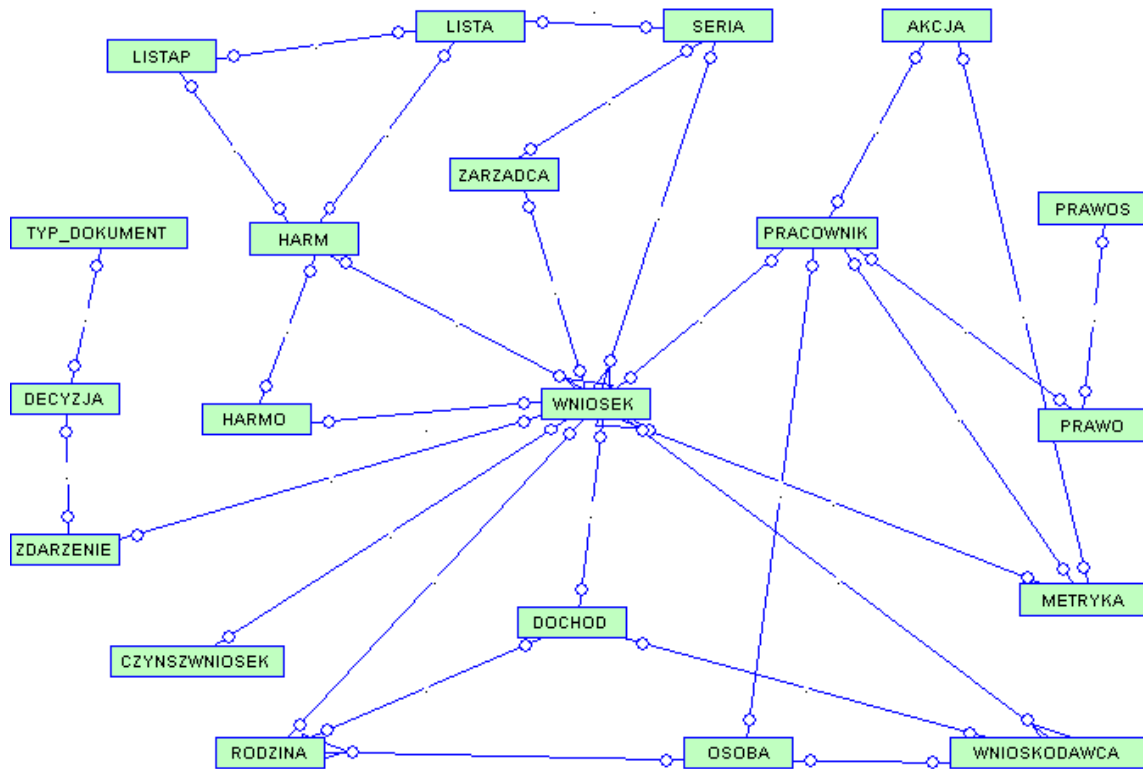 LISTA
SERIA
AKCJA
LISTAP
ZARZADCA
PRAWOS
TYP_DOKUMENT
HARM
PRACOWNIK
DECYZJA
HARMO
WNIOSEK
PRAWO
ZDARZENIE
METRYKA
DOCHOD
CZYNSZWNIOSEK
RODZINA
OSOBA
WNIOSKODAWCA